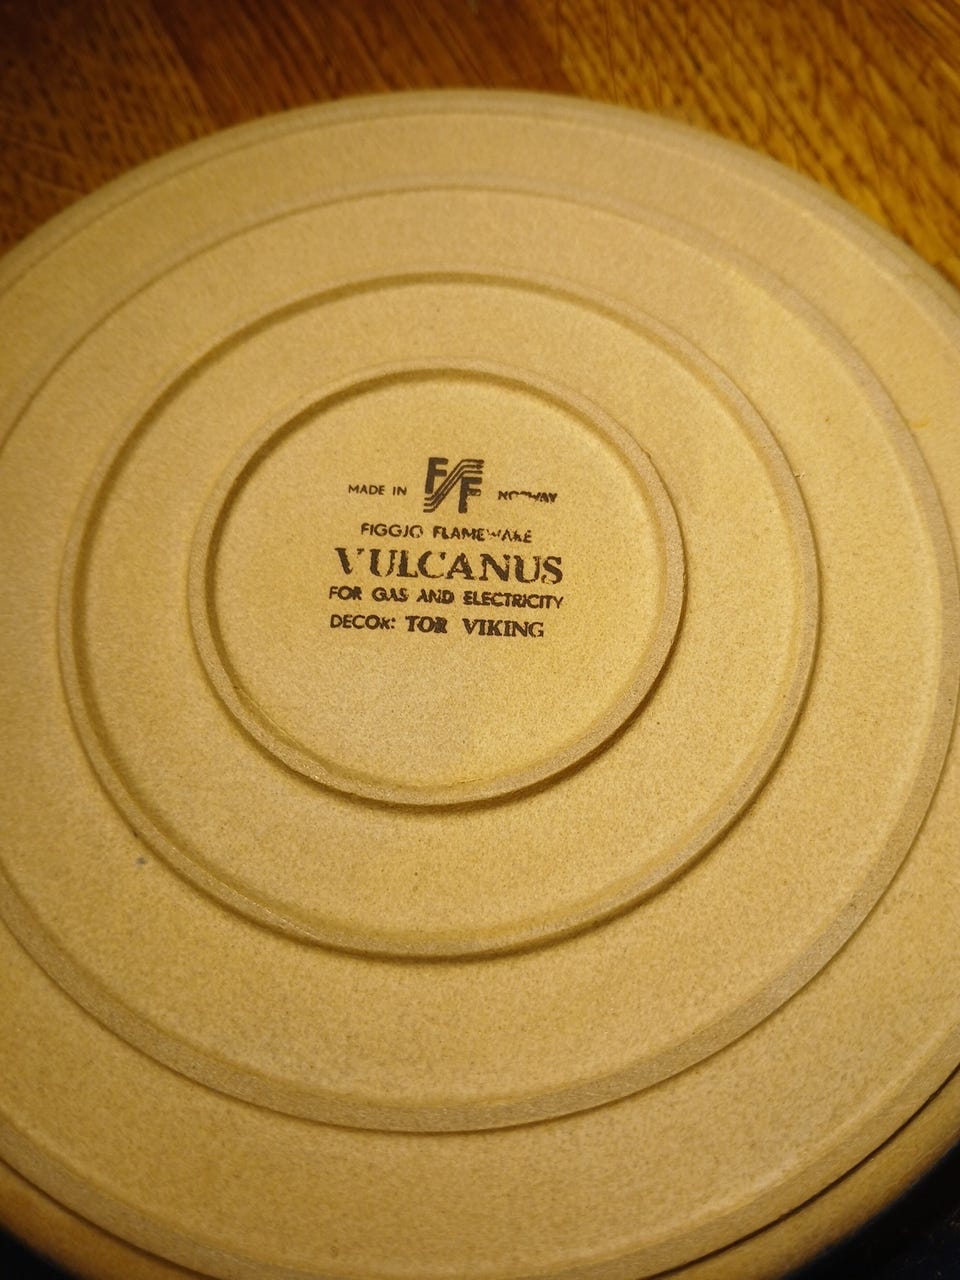 MADE IN FF NORWAY
FIGGJO FLAMEWARE
VULCANUS
FOR GAS AND ELECTRICITY
DECOR: TOR VIKING